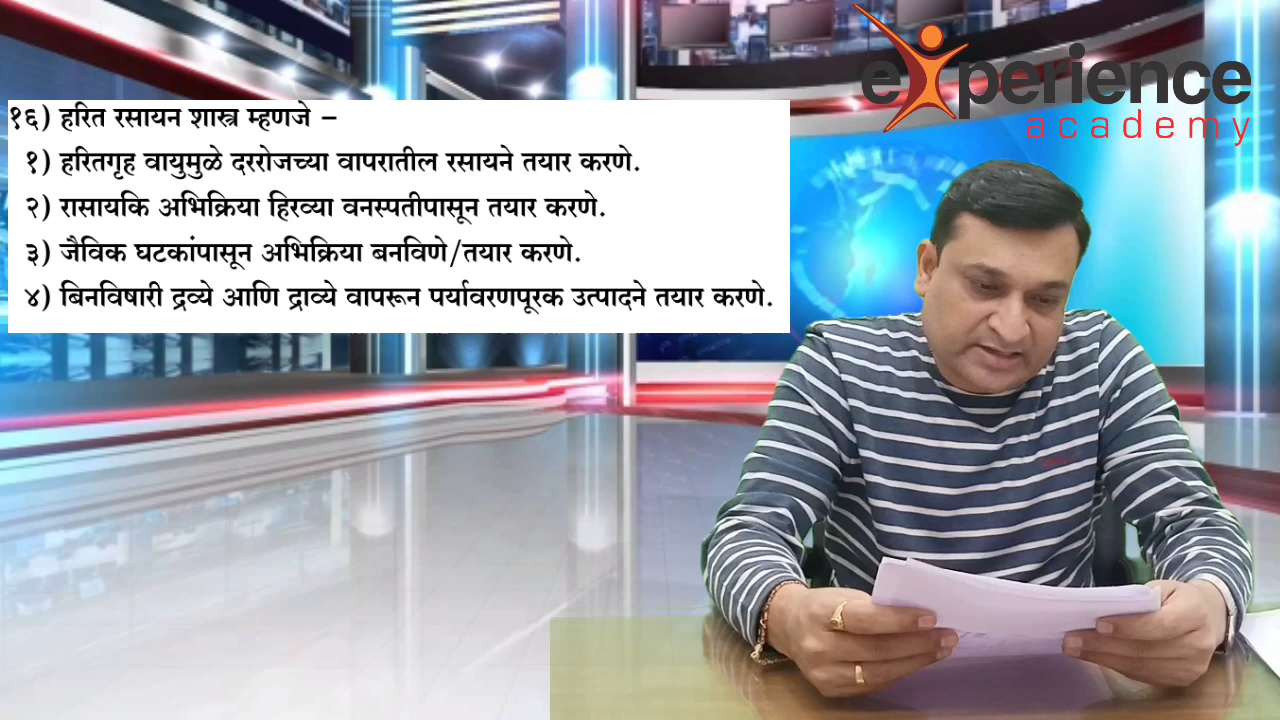 experience
academy
१६) हरित रसायन शास्त्र म्हणजे –
१) हरितगृह वायुमुळे दररोजच्या वापरातील रसायने तयार करणे.
२) रासायकि अभिक्रिया हिरव्या वनस्पतीपासून तयार करणे.
३) जैविक घटकांपासून अभिक्रिया बनविणे/तयार करणे.
४) बिनविषारी द्रव्ये आणि द्राव्ये वापरून पर्यावरणपूरक उत्पादने तयार करणे.